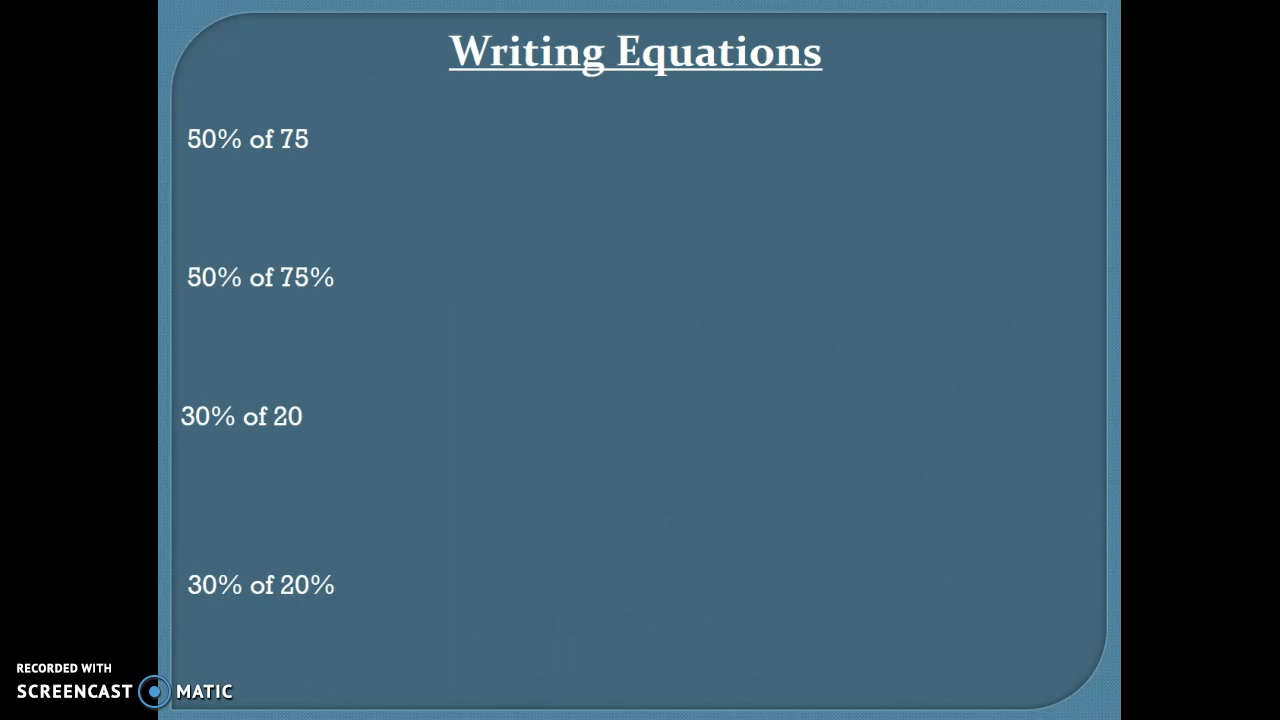 Writing Equations
50% of 75
50% of 75%
30% of 20
30% of 20%
RECORDED WITH
SCREENCAST MATIC